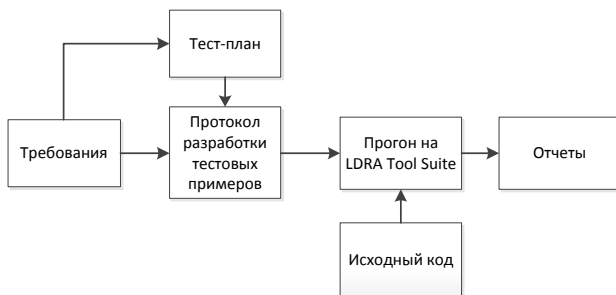 Тест-план
Требования
Протокол
разработки
тестовых
примеров
Прогон на
LDRA Tool Suite
Отчеты
Исходный код